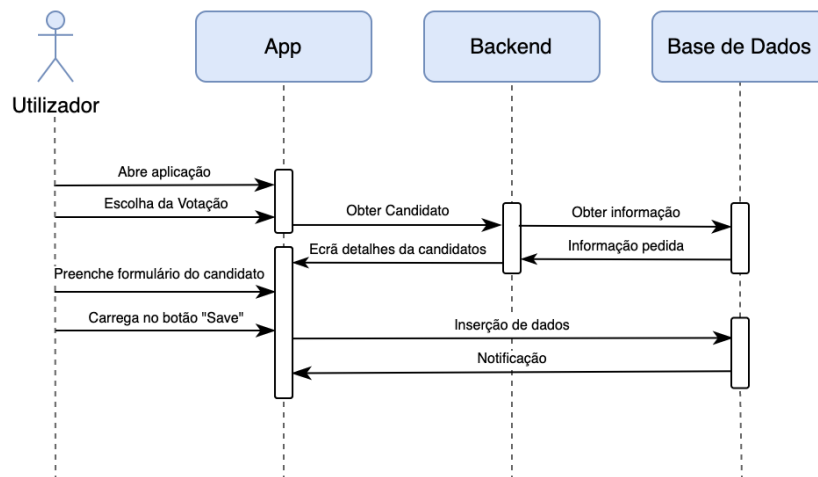 App
Backend
Base de Dados
Utilizador
Abre aplicação
Escolha da Votação
Obter Candidato
Obter informação
Ecrã detalhes da candidatos
Informação pedida
Preenche formulário do candidato
Carrega no botão "Save"
Inserção de dados
Notificação